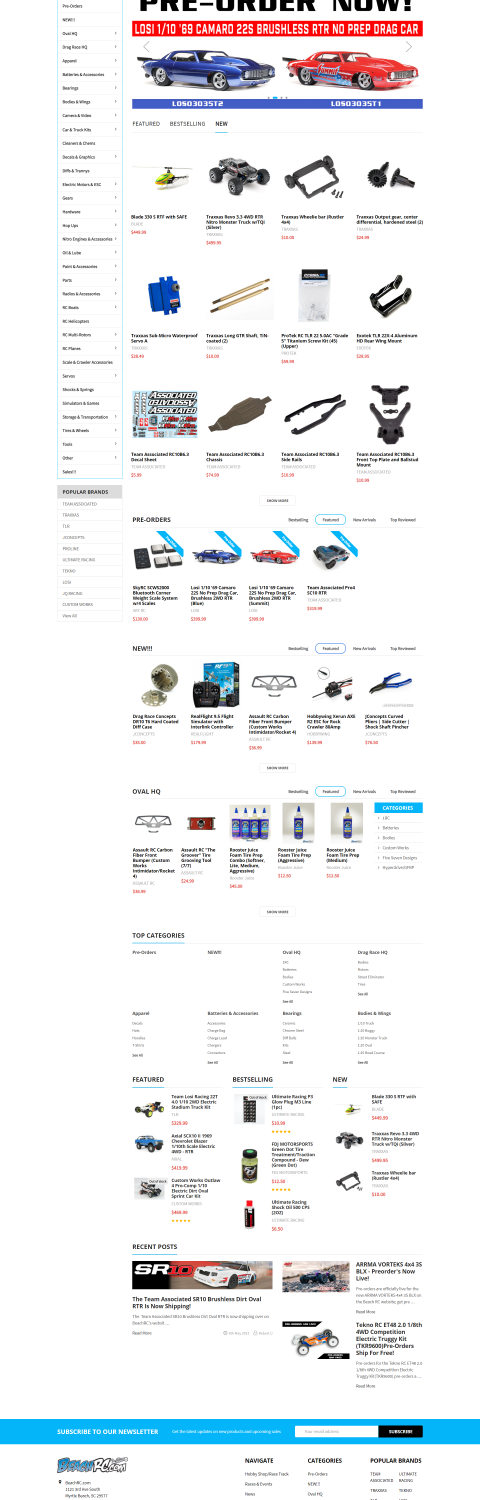 PRE-ORDER NOW!
LOSI 1/10 '69 CAMARO 22S BRUSHLESS RTR NO PREP DRAG CAR
LOS03035T2
LOS03035T1
Pre-Orders
NEW!!!
Oval HQ
Drag Race HQ
Apparel
Batteries & Accessories
Bearings
Bodies & Wings
Camera & Video
Car & Truck Kits
Cleaners & Chems
Decals & Graphics
Diffs & Trannys
Electric Motors & ESC
Gears
Hardware
Hop Ups
Nitro Engines & Accessories
Oil & Lube
Paint & Accessories
Parts
Radios & Accessories
RC Boats
RC Helicopters
RC Multi-Rotors
RC Planes
Scale & Crawler Accessories
Servos
Shocks & Springs
Simulators & Games
Storage & Transportation
Tires & Wheels
Tools
Other
Sales!!!
POPULAR BRANDS
TEAM ASSOCIATED
TRAXXAS
TLR
JCONCEPTS
PROLINE
ULTIMATE RACING
TEKNO
LOSI
JQ RACING
CUSTOM WORKS
View All
FEATURED
BESTSELLING
NEW
Blade 330 S RTF with SAFE
BLADE
$449.99
Traxxas Revo 3.3 4WD RTR Nitro Monster Truck w/TQi (Silver)
TRAXXAS
$499.95
Traxxas Wheelie bar (Rustler 4x4)
TRAXXAS
$10.00
Traxxas Output gear, center differential, hardened steel (2)
TRAXXAS
$24.95
Traxxas Sub-Micro Waterproof Servo A
TRAXXAS
Traxxas Long GTR Shaft, TiN-coated (2)
TRAXXAS
ProTek RC TLR 22 5.0AC "Grade 5" Titanium Screw Kit (45) (Upper)
PROTEK
Exotek TLR 22X-4 Aluminum HD Rear Wing Mount
EXOTEK
Team Associated RC10B6.3 Decal Sheet
TEAM ASSOCIATED
$5.99
Team Associated RC10B6.3 Chassis
TEAM ASSOCIATED
$74.99
Team Associated RC10B6.3 Side Rails
TEAM ASSOCIATED
$10.99
Team Associated RC10B6.3 Front Top Plate and Ballstud Mount
TEAM ASSOCIATED
$10.99
SHOW MORE
PRE-ORDERS
Bestselling
Featured
New Arrivals
Top Reviewed
SkyRC SCWS2000 Bluetooth Corner Weight Scale System w/4 Scales
SKY RC
$130.00
Losi 1/10 '69 Camaro 22S No Prep Drag Car, Brushless 2WD RTR (Blue)
LOSI
$399.99
Losi 1/10 '69 Camaro 22S No Prep Drag Car, Brushless 2WD RTR (Summit)
LOSI
$399.99
Team Associated Pro4 SC10 RTR
TEAM ASSOCIATED
$319.99
NEW!!!
Bestselling
Featured
New Arrivals
Top Reviewed
Drag Race Concepts DR10 T6 Hard Coated Diff Case
JCONCEPTS
RealFlight 9.5 Flight Simulator with Interlink Controller
REALFLIGHT
$179.99
Assault RC Carbon Fiber Front Bumper (Custom Works Intimidator/Rocket 4)
ASSAULT RC
$36.99
Hobbywing Xerun AXE R2 ESC for Rock Crawler 80Amp
HOBBYWING
$139.99
JConcepts Curved Pliers | Side Cutter | Shock Shaft Pincher
JCONCEPTS
$76.50
SHOW MORE
OVAL HQ
Bestselling
Featured
New Arrivals
Top Reviewed
Assault RC Carbon Fiber Front Bumper (Custom Works Intimidator/Rocket 4)
ASSAULT RC
$36.99
Assault RC "The Groover" Tire Grooving Tool (7/7)
ASSAULT RC
$24.99
Rooster Juice Foam Tire Prep Combo (Softner, Lite, Medium, Aggressive)
Rooster Juice
$45.00
Rooster Juice Foam Tire Prep (Aggressive)
Rooster Juice
$12.50
Rooster Juice Foam Tire Prep (Medium)
Rooster Juice
$12.50
CATEGORIES
LRC
Batteries
Bodies
Custom Works
Five Seven Designs
Hyperdrive/GFRP
SHOW MORE
TOP CATEGORIES
Pre-Orders
NEW!!!
Oval HQ
LRC
Batteries
Bodies
Custom Works
Five Seven Designs
See All
Drag Race HQ
Bodies
Motors
Street Eliminator
Tires
See All
Apparel
Decals
Hats
Hoodies
T-Shirts
See All
Batteries & Accessories
Accessories
Charge Bag
Charge Lead
Chargers
Connectors
See All
Bearings
Ceramic
Chrome Steel
Diff Balls
Kits
Steel
See All
Bodies & Wings
1/10 Truck
1:10 Buggy
1:10 Monster Truck
1:10 Oval
1:10 Road Course
See All
FEATURED
Team Losi Racing 22T 4.0 1/10 2WD Electric Stadium Truck Kit
TLR
$329.99
Axial SCX10 II 1969 Chevrolet Blazer 1/10th Scale Electric 4WD - RTR
AXIAL
$419.99
Out of stock
Custom Works Outlaw 4 Pro-Comp 1/10 Electric Dirt Oval Sprint Car Kit
CUSTOM WORKS
$469.99
BESTSELLING
Out of stock
Ultimate Racing P3 Glow Plug M3 Line (1pc)
ULTIMATE RACING
$10.99
FDJ MOTORSPORTS Green Dot Tire Treatment/Traction Compound - Dew (Green Dot)
FDJ MOTORSPORTS
$12.50
Ultimate Racing Shock Oil 500 CPS (2OZ)
ULTIMATE RACING
$6.50
NEW
Blade 330 S RTF with SAFE
BLADE
$449.99
Traxxas Revo 3.3 4WD RTR Nitro Monster Truck w/TQi (Silver)
TRAXXAS
$499.95
Traxxas Wheelie bar (Rustler 4x4)
TRAXXAS
$10.00
RECENT POSTS
SR10
The Team Associated SR10 Brushless Dirt Oval RTR Is Now Shipping!
The Team Associated SR10 Brushless Dirt Oval RTR is now shipping over on
Read More
ARRMA VORTEKS 4x4 3S BLX - Preorder's Now Live!
Pre-orders are officially live for the new ARRMA VORTEKS 4x4 3S BLX on the Beach RC website; get pre ...
Read More
Tekno RC ET48 2.0 1/8th 4WD Competition Electric Truggy Kit (TKR9600)Pre-Orders Ship For Free!
Pre-orders for the Tekno RC ET48 2.0 1/8th 4WD Competition Electric Truggy Kit (TKR9600) pre-orders a ...
Read More
SUBSCRIBE TO OUR NEWSLETTER
Get the latest updates on new products and upcoming sales
Your email address
SUBSCRIBE
BeachRC.com
BeachRC.com
1121 3rd Ave South
Myrtle Beach, SC 29577
NAVIGATE
Hobby Shop/Race Track
Races & Events
News
CATEGORIES
Pre-Orders
NEW!!!
Oval HQ
POPULAR BRANDS
TEAM ASSOCIATED
ULTIMATE RACING
TRAXXAS
TEKNO